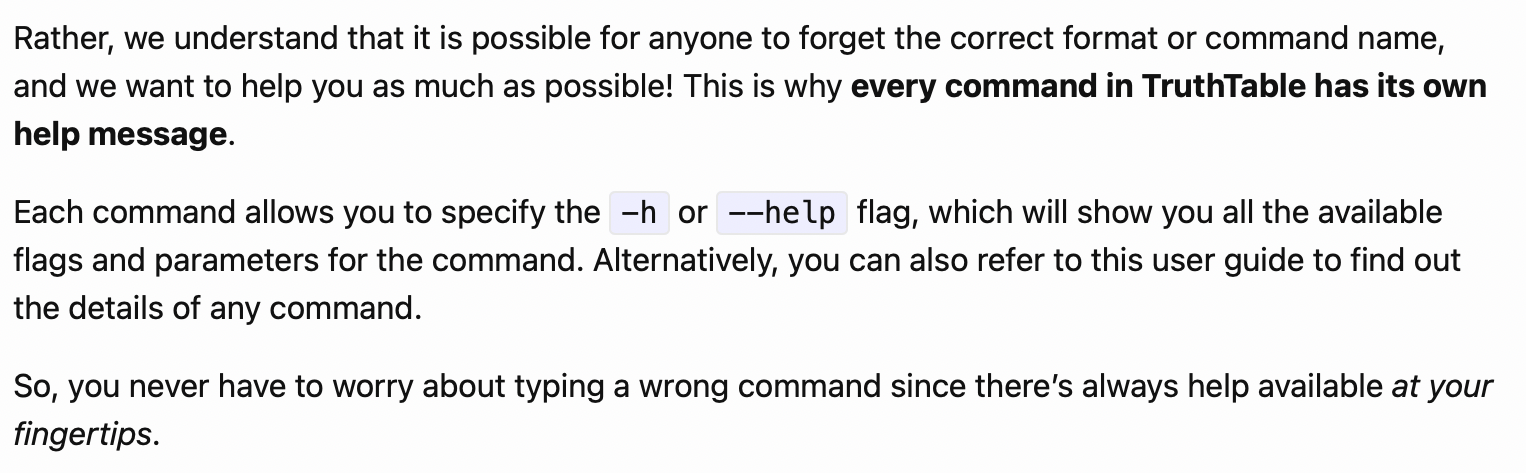 Rather, we understand that it is possible for anyone to forget the correct format or command name,
and we want to help you as much as possible! This is why every command in TruthTable has its own
help message.
Each command allows you to specify the -h or --help flag, which will show you all the available
flags and parameters for the command. Alternatively, you can also refer to this user guide to find out
the details of any command.
So, you never have to worry about typing a wrong command since there’s always help available at your
fingertips.